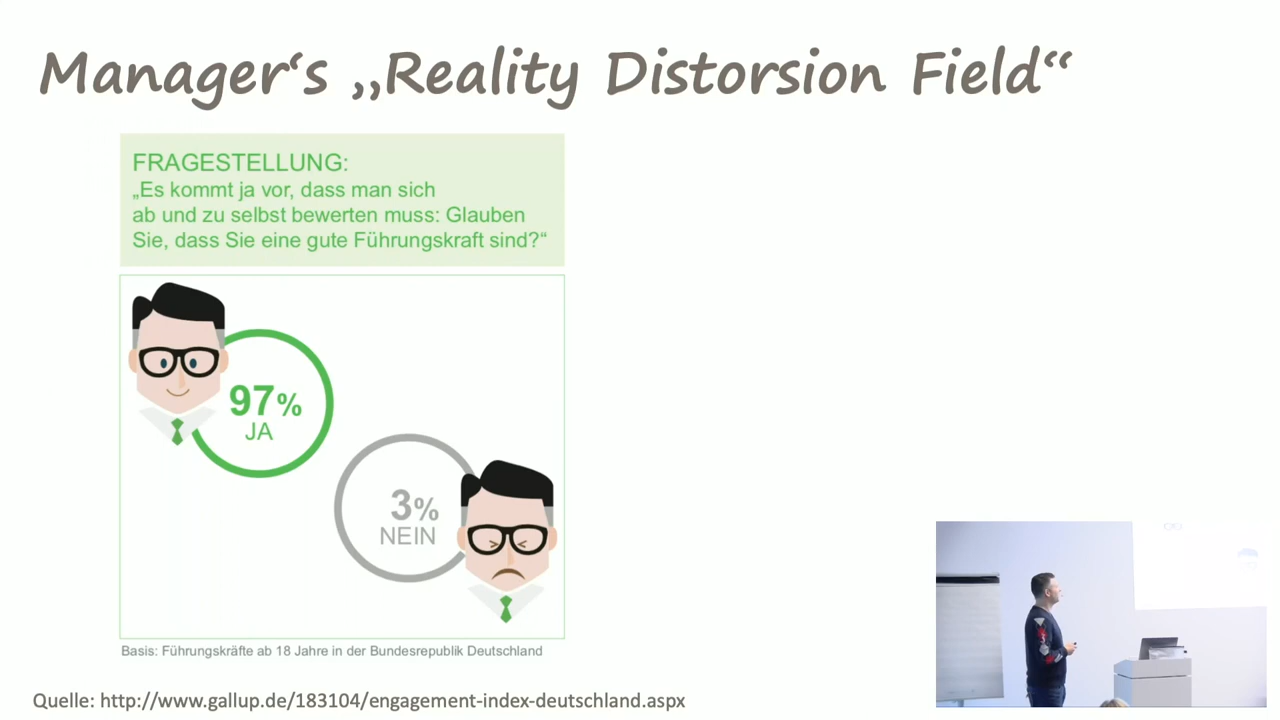 Manager‘s „Reality Distorsion Field“
FRAGESTELLUNG:
„Es kommt ja vor, dass man sich
ab und zu selbst bewerten muss: Glauben
Sie, dass Sie eine gute Führungskraft sind?“
97%
JA
3%
NEIN
Basis: Führungskräfte ab 18 Jahre in der Bundesrepublik Deutschland
Quelle: http://www.gallup.de/183104/engagement-index-deutschland.aspx